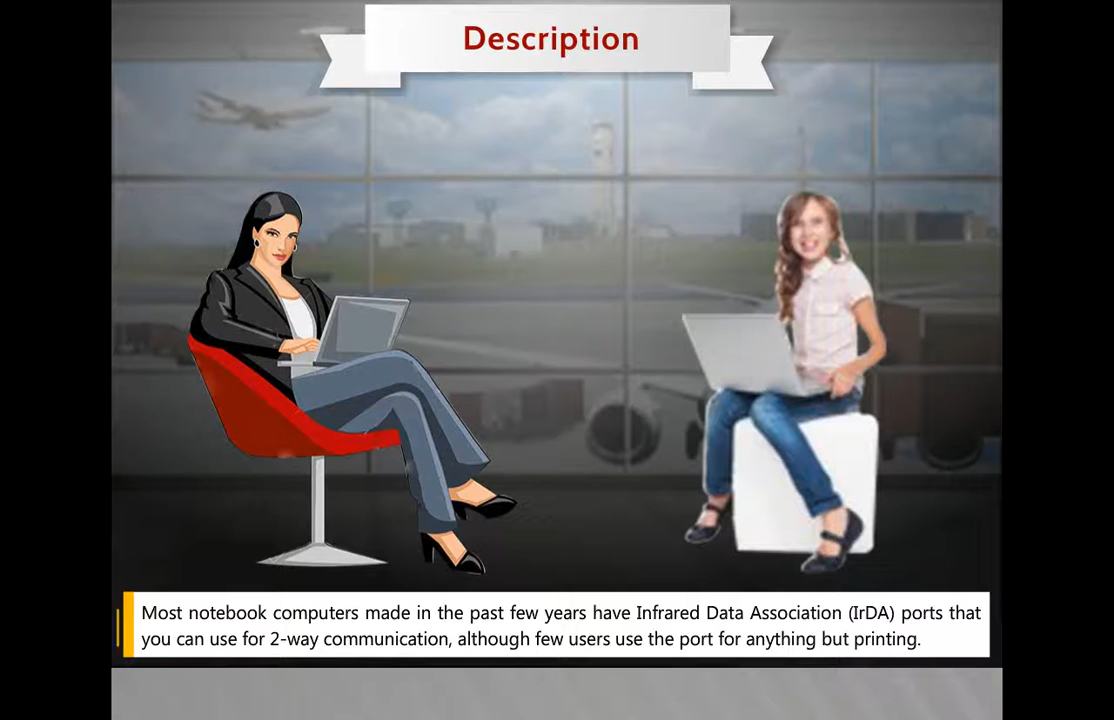 Description
Most notebook computers made in the past few years have Infrared Data Association (IrDA) ports that
you can use for 2-way communication, although few users use the port for anything but printing.